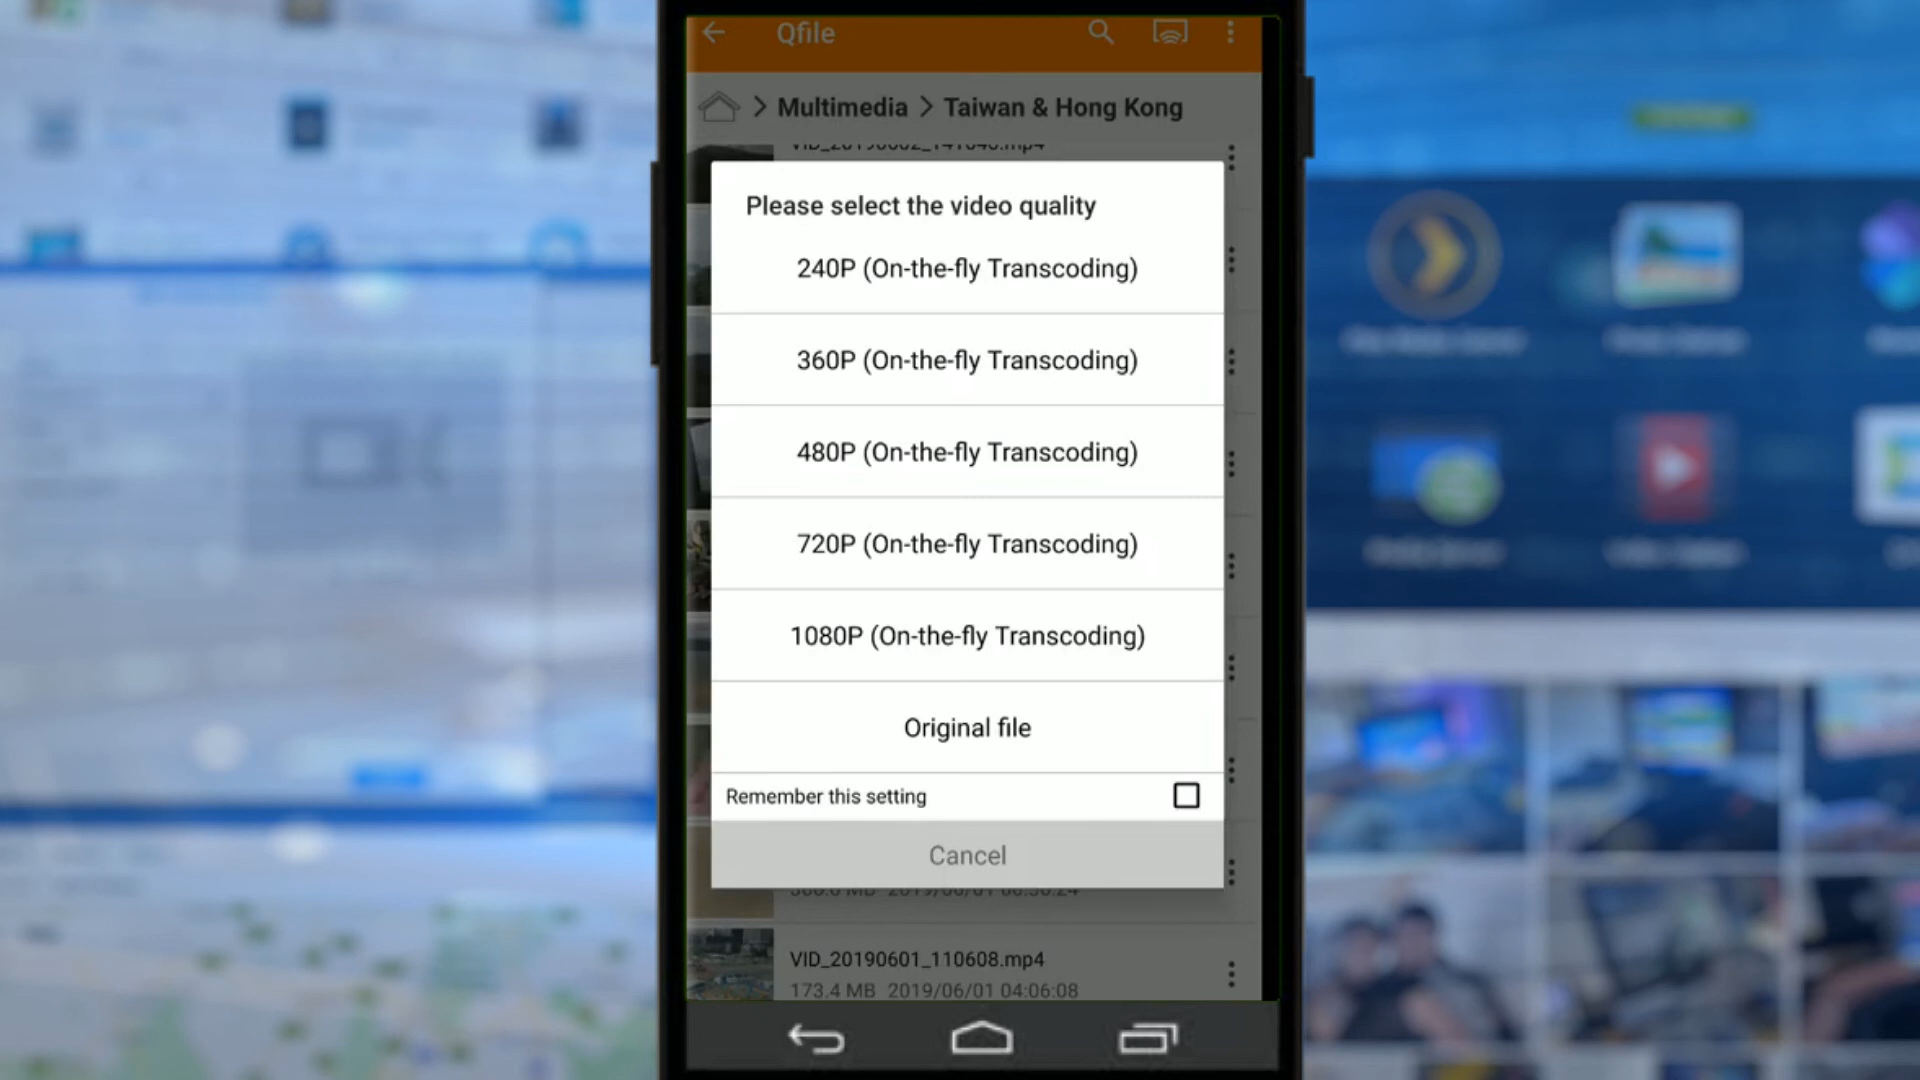 Qfile
Multimedia > Taiwan & Hong Kong
Please select the video quality
240P (On-the-fly Transcoding)
360P (On-the-fly Transcoding)
480P (On-the-fly Transcoding)
720P (On-the-fly Transcoding)
1080P (On-the-fly Transcoding)
Original file
Remember this setting
Cancel
VID_20190601_110608.mp4
173.4 MB 2019/06/01 04:06:08